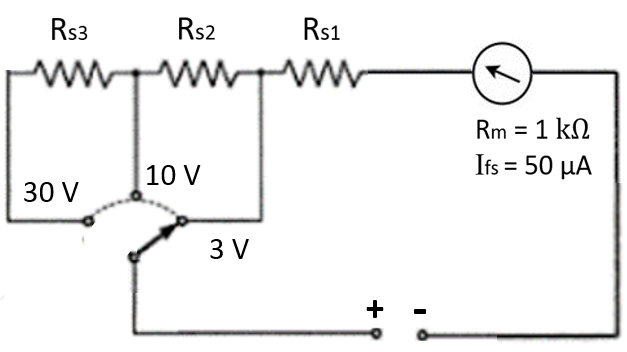 Rs3 Rs2 Rs1
Rm = 1 kΩ
Ifs = 50 μA
10 V
30 V
3 V
+ -